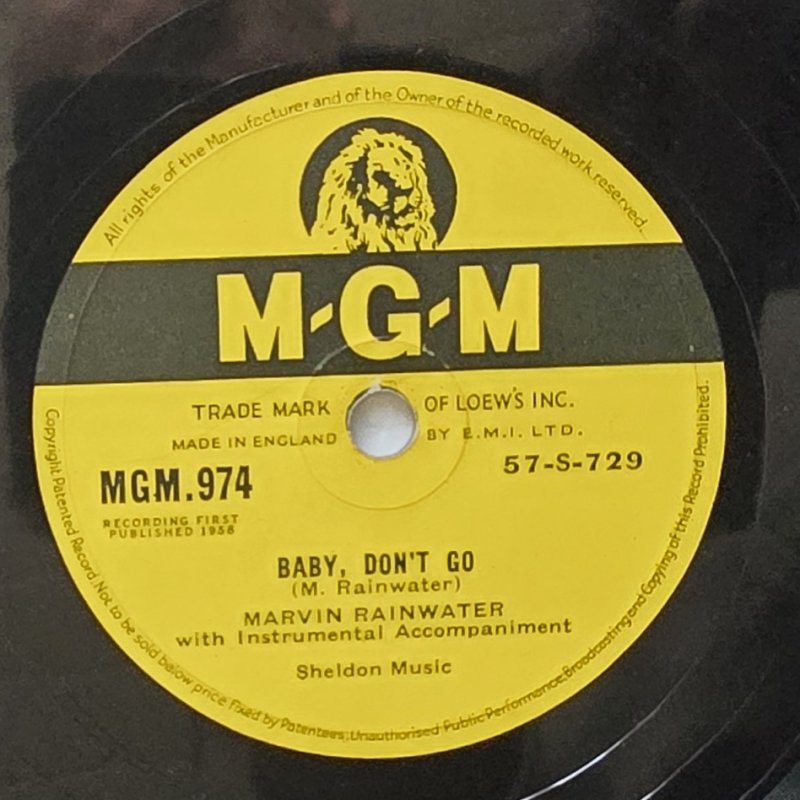 All rights of the Manufacturer and of the Owner of the recorded work reserved.
M-G-M
TRADE MARK OF LOEW'S INC.
MADE IN ENGLAND BY E.M.I. LTD.
MGM.974
57-S-729
RECORDING FIRST
PUBLISHED 1958
BABY, DON'T GO
(M. Rainwater)
MARVIN RAINWATER
with Instrumental Accompaniment
Sheldon Music
Copyright Patented Record. Not to be sold below price fixed by Patentees. Unauthorised Public Performance Broadcasting and Copying of this Record Prohibited.